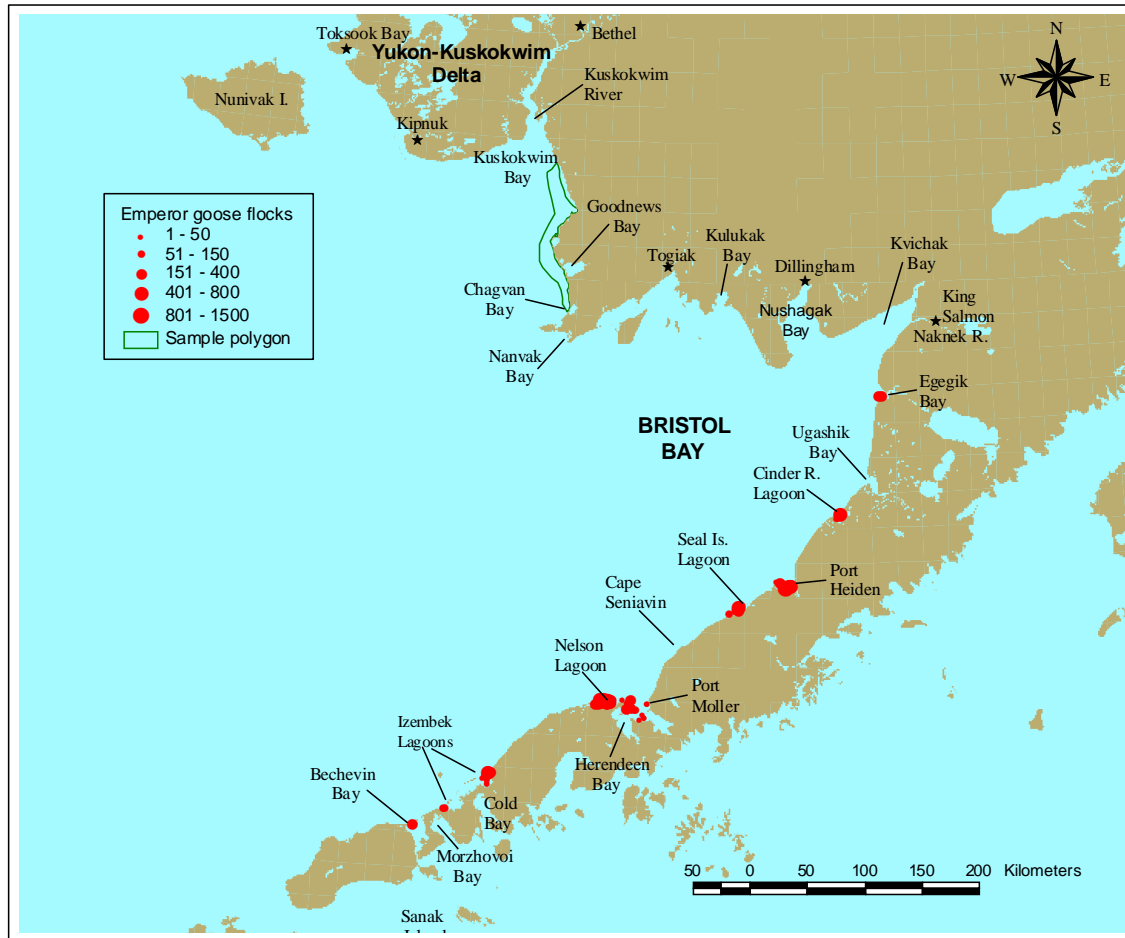 Toksook Bay
Yukon-Kuskokwim
Delta
Bethel
N
W
E
S
Nunivak I.
Kuskokwim
River
Kipnuk
Kuskokwim
Bay
Emperor goose flocks
1 - 50
51 - 150
151 - 400
401 - 800
801 - 1500
Sample polygon
Goodnews
Bay
Togiak
Kulukak
Bay
Dillingham
Kvichak
Bay
Chagvan
Bay
Nushagak
Bay
King
Salmon
Naknek R.
Nanvak
Bay
Egegik
Bay
BRISTOL
BAY
Ugashik
Bay
Cinder R.
Lagoon
Seal Is.
Lagoon
Port
Heiden
Cape
Seniavin
Nelson
Lagoon
Port
Moller
Izembek
Lagoons
Herendeen
Bay
Bechevin
Bay
Cold
Bay
Morzhovoi
Bay
50 0 50 100 150 200 Kilometers
Sanak